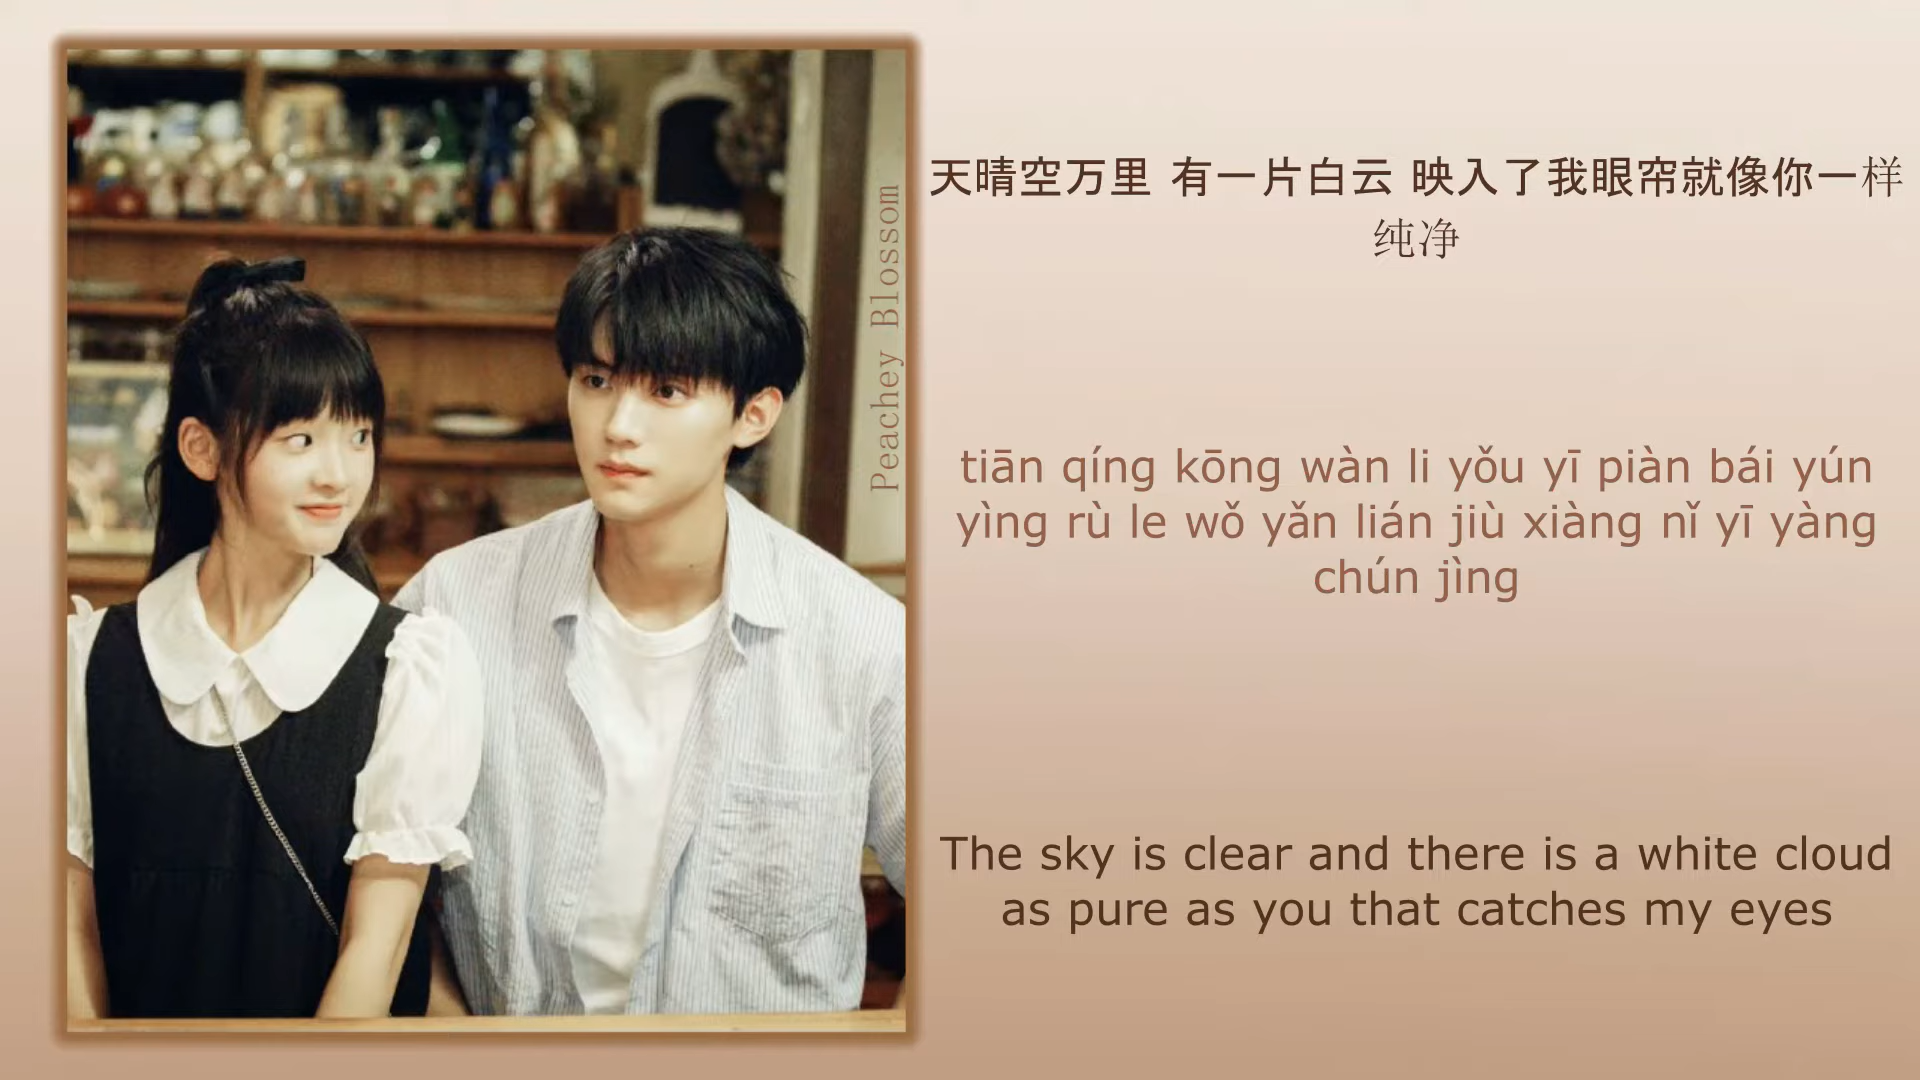 Peachey Blossom
天晴空万里 有一片白云 映入了我眼帘就像你一样
纯净
tiān qíng kōng wàn li yǒu yī piàn bái yún
yìng rù le wǒ yǎn lián jiù xiàng nǐ yī yàng
chún jìng
The sky is clear and there is a white cloud
as pure as you that catches my eyes